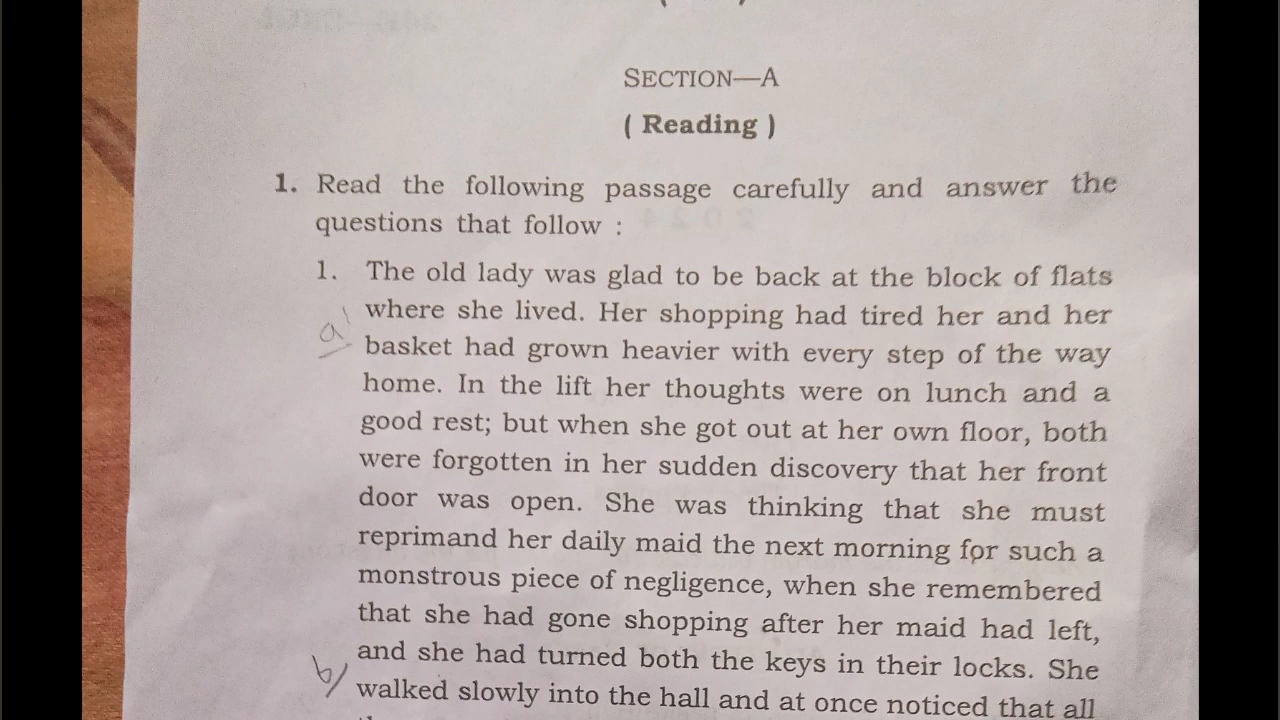 SECTION—A
( Reading )
1. Read the following passage carefully and answer the
questions that follow :
1. The old lady was glad to be back at the block of flats
where she lived. Her shopping had tired her and her
a
basket had grown heavier with every step of the way
home. In the lift her thoughts were on lunch and a
good rest; but when she got out at her own floor, both
were forgotten in her sudden discovery that her front
door was open. She was thinking that she must
reprimand her daily maid the next morning for such a
monstrous piece of negligence, when she remembered
that she had gone shopping after her maid had left,
and she had turned both the keys in their locks. She
b/
walked slowly into the hall and at once noticed that all